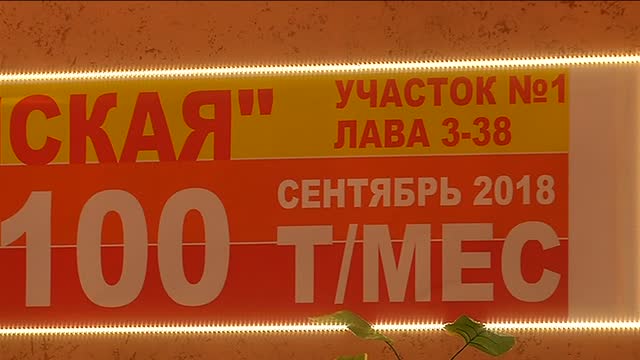 СКАЯ" УЧАСТОК №1
ЛАВА 3-38
100 СЕНТЯБРЬ 2018
Т/МЕС